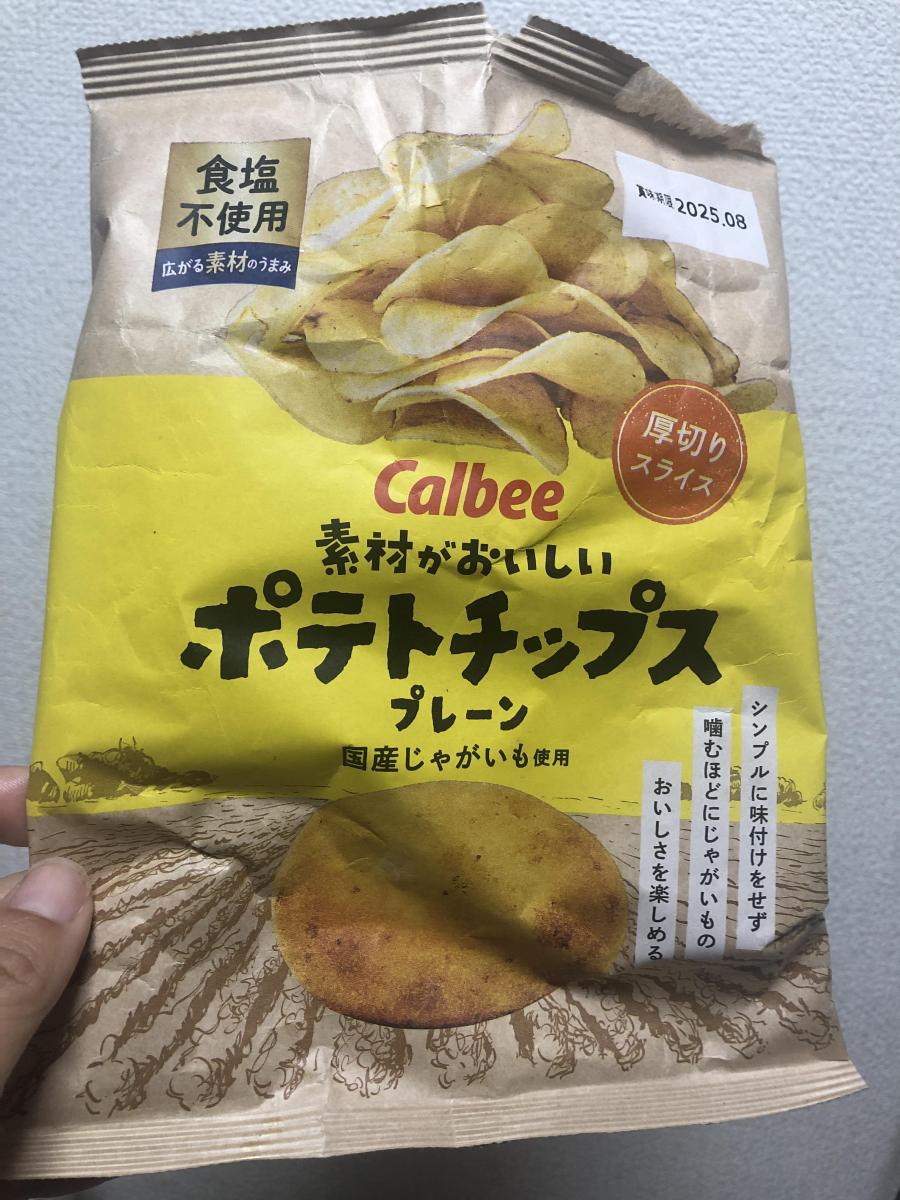 食塩
不使用
広がる素材のうまみ
賞味期限2025.08
厚切り
スライス
Calbee
素材がおいしい
ポテトチップス
プレーン
国産じゃがいも使用
シンプルに味付けをせず
噛むほどにじゃがいもの
おいしさを楽しめる